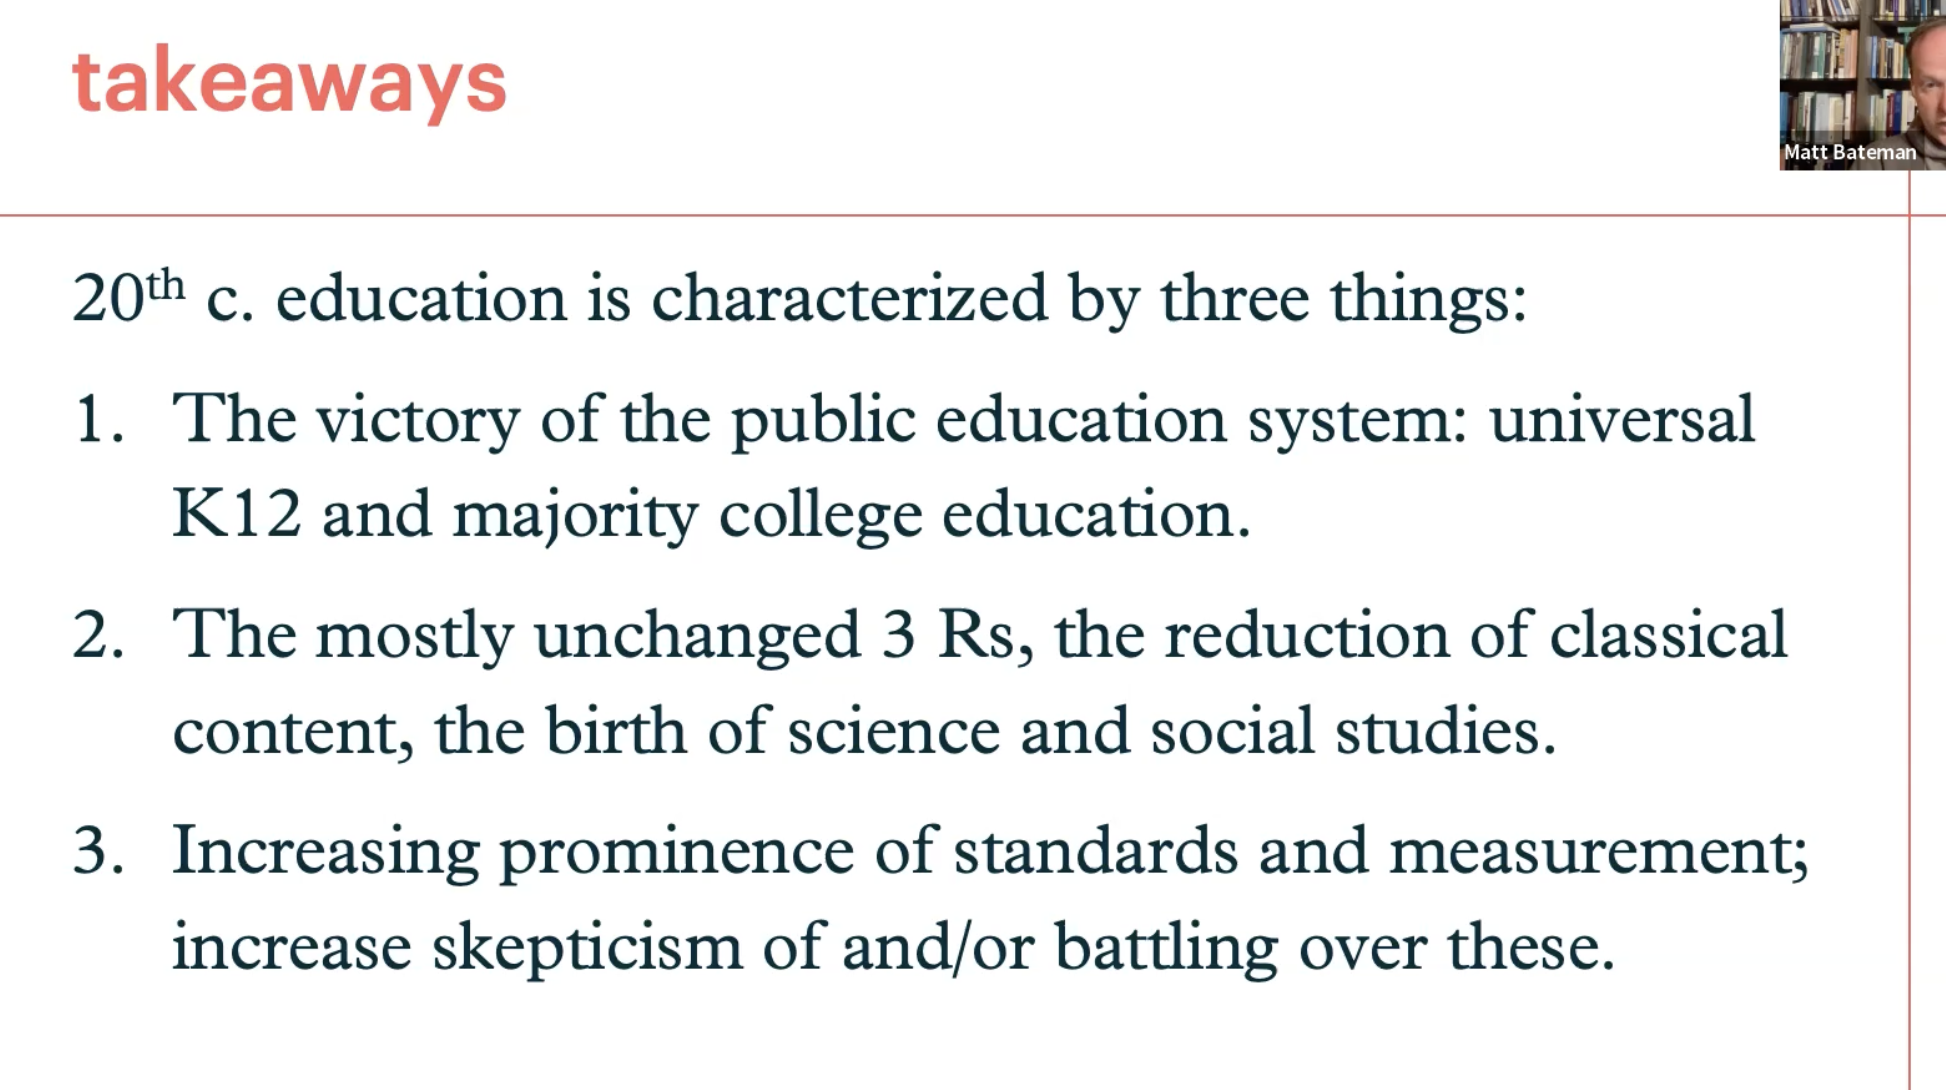 takeaways
Matt Bateman
20th c. education is characterized by three things:
1. The victory of the public education system: universal
K12 and majority college education.
2. The mostly unchanged 3 Rs, the reduction of classical
content, the birth of science and social studies.
3. Increasing prominence of standards and measurement;
increase skepticism of and/or battling over these.